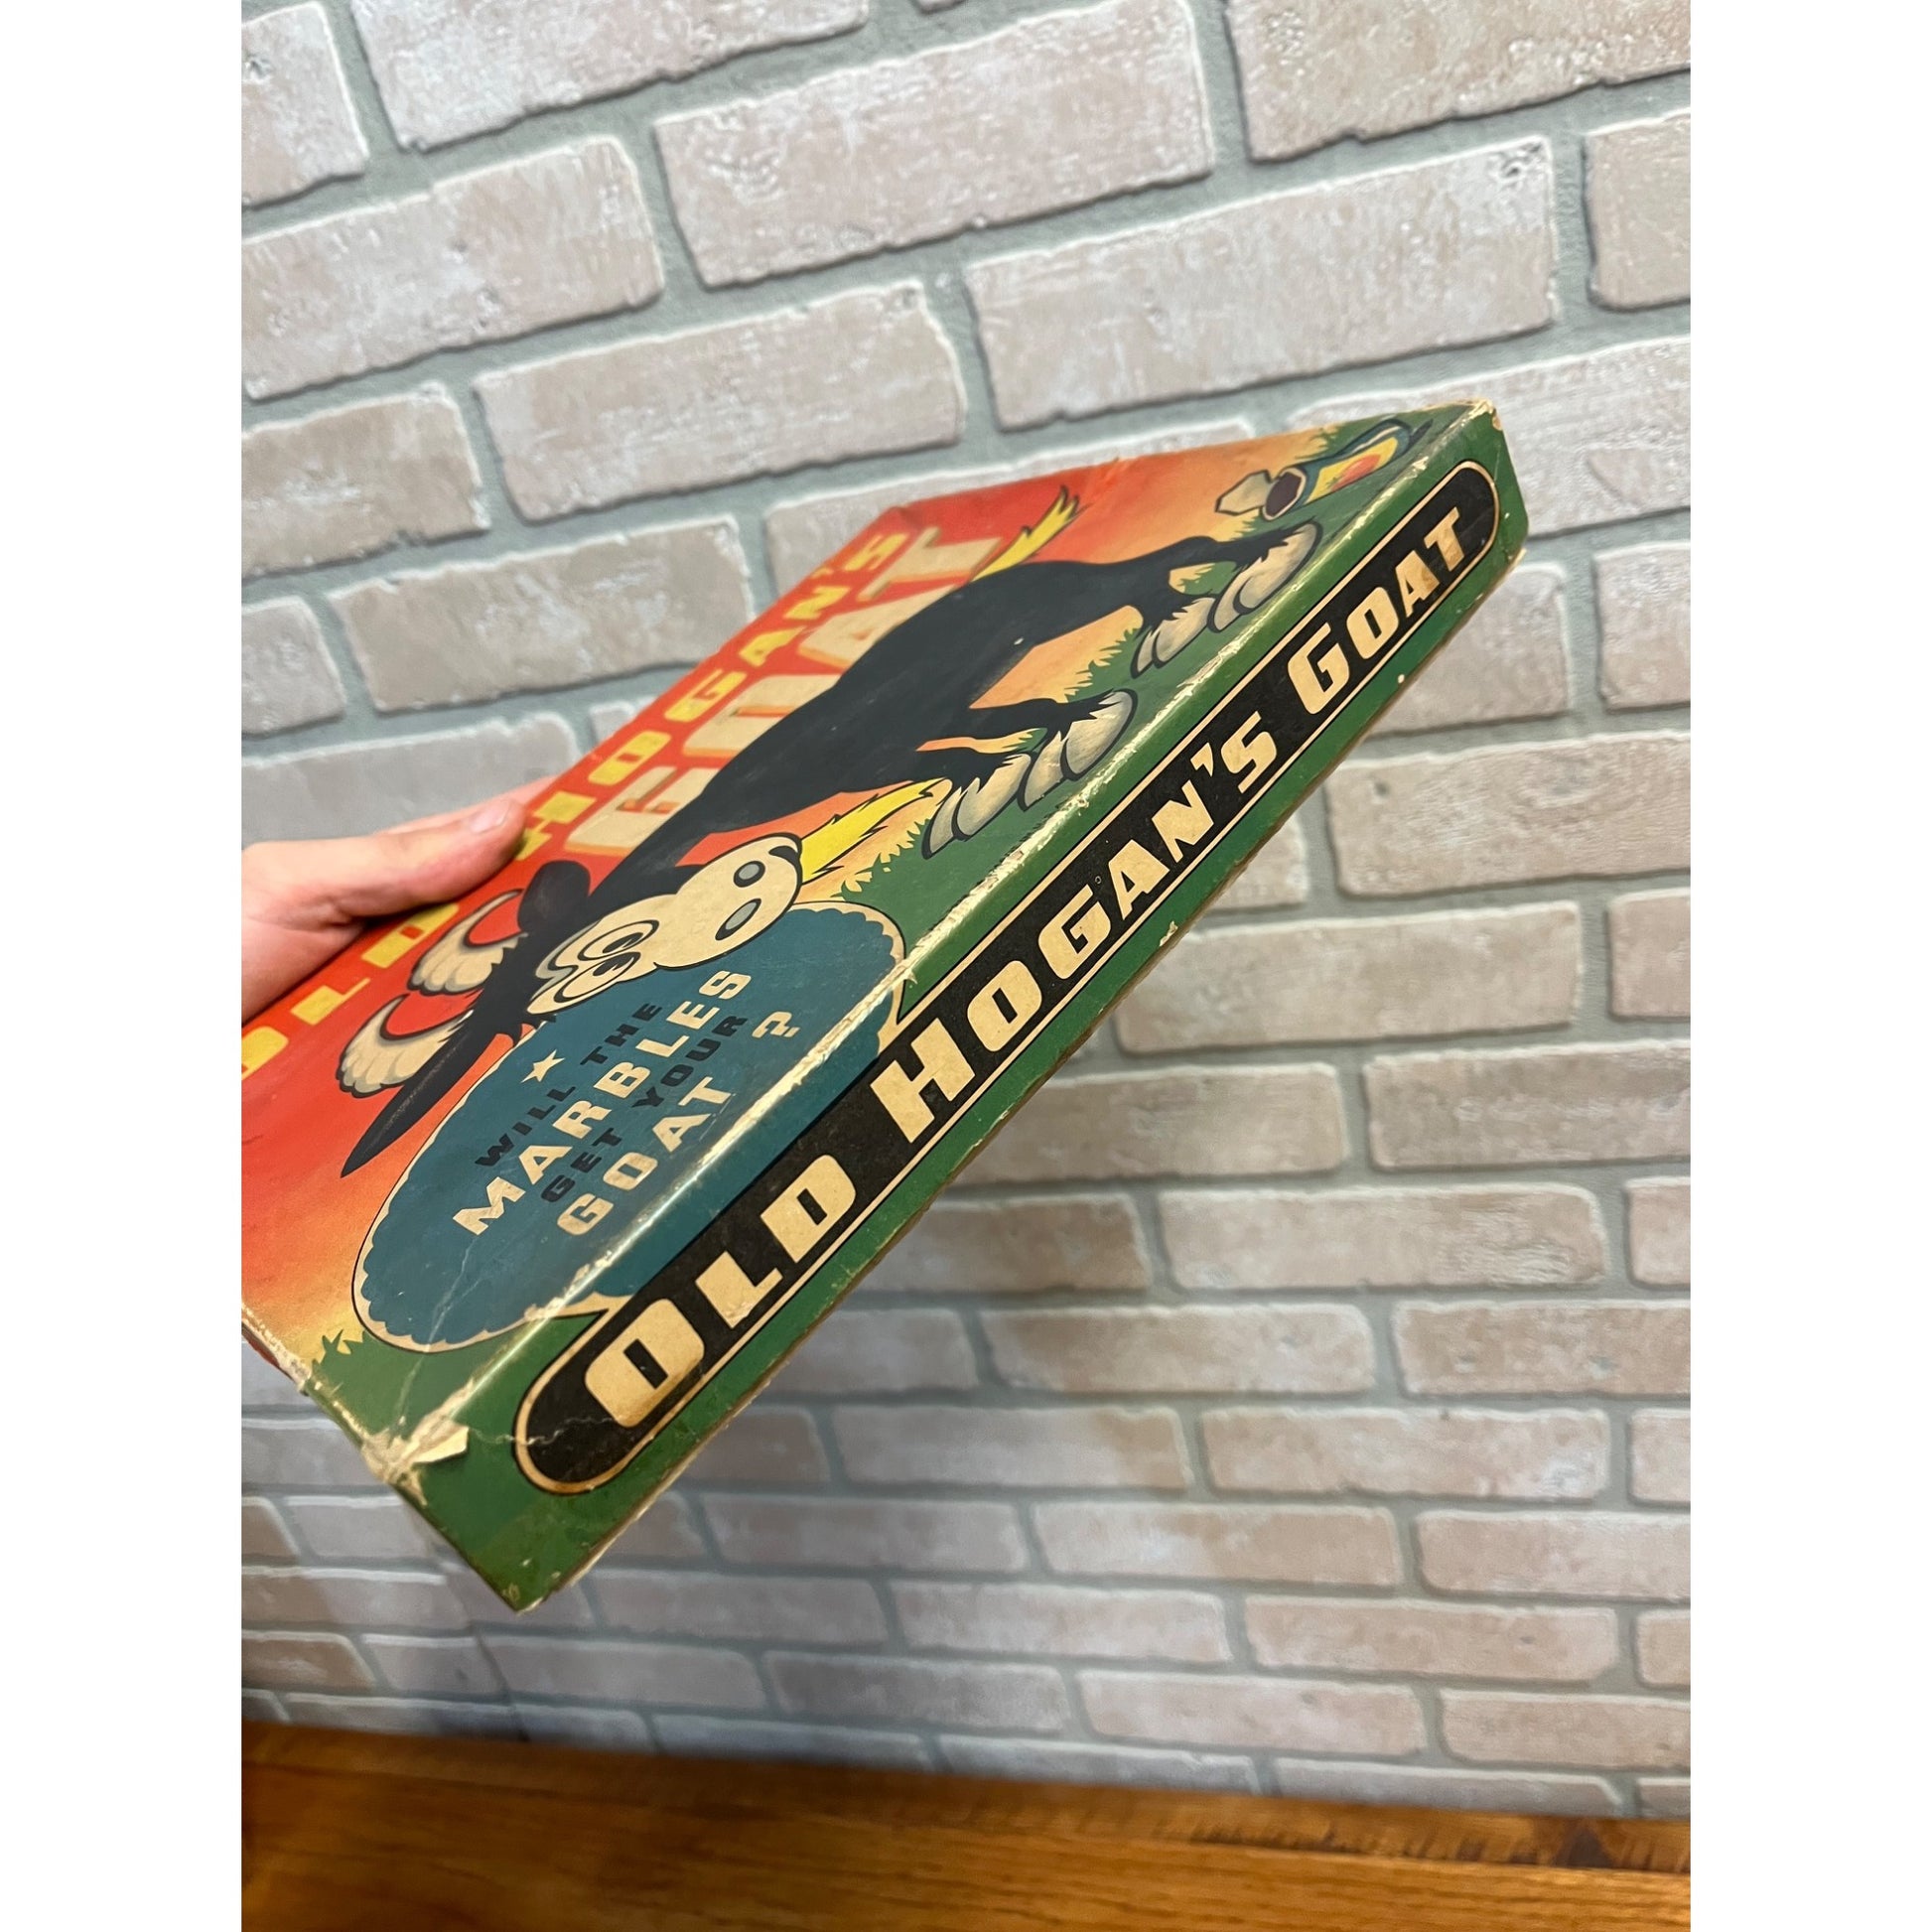 OLD HOGAN'S
GOAT
WILL THE
MARBLES
GET YOUR
GOAT ?
OLD HOGAN'S GOAT